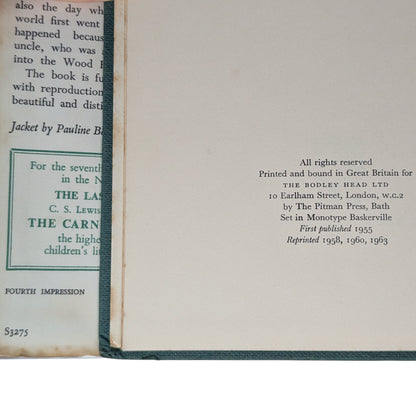 also the day wh
world first went
happened becaus
uncle, who was
into the Wood
The book is fu
with reproduction
beautiful and disti
Jacket by Pauline Ba
For the seventh
in the N
THE LAS
C. S. Lewis
THE CARN
the highe
children's li
FOURTH IMPRESSION
S3275
All rights reserved
Printed and bound in Great Britain for
THE BODLEY HEAD LTD
10 Earlham Street, London, W.C.2
by The Pitman Press, Bath
Set in Monotype Baskerville
First published 1955
Reprinted 1958, 1960, 1963